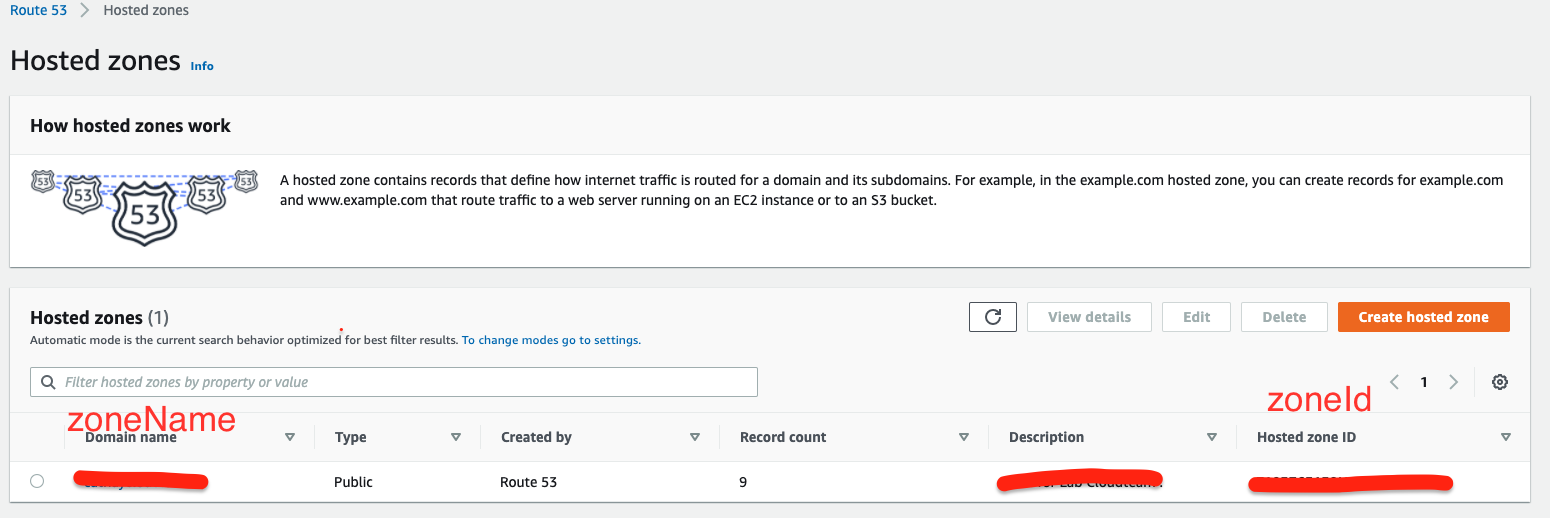 Route 53 > Hosted zones
Hosted zones Info
How hosted zones work
53 53 53 53 53
A hosted zone contains records that define how internet traffic is routed for a domain and its subdomains. For example, in the example.com hosted zone, you can create records for example.com
and www.example.com that route traffic to a web server running on an EC2 instance or to an S3 bucket.
Hosted zones (1)
View details Edit Delete Create hosted zone
Automatic mode is the current search behavior optimized for best filter results. To change modes go to settings.
Filter hosted zones by property or value
1
zoneName zoneId
Domain name Type Created by Record count Description Hosted zone ID
Public Route 53 9